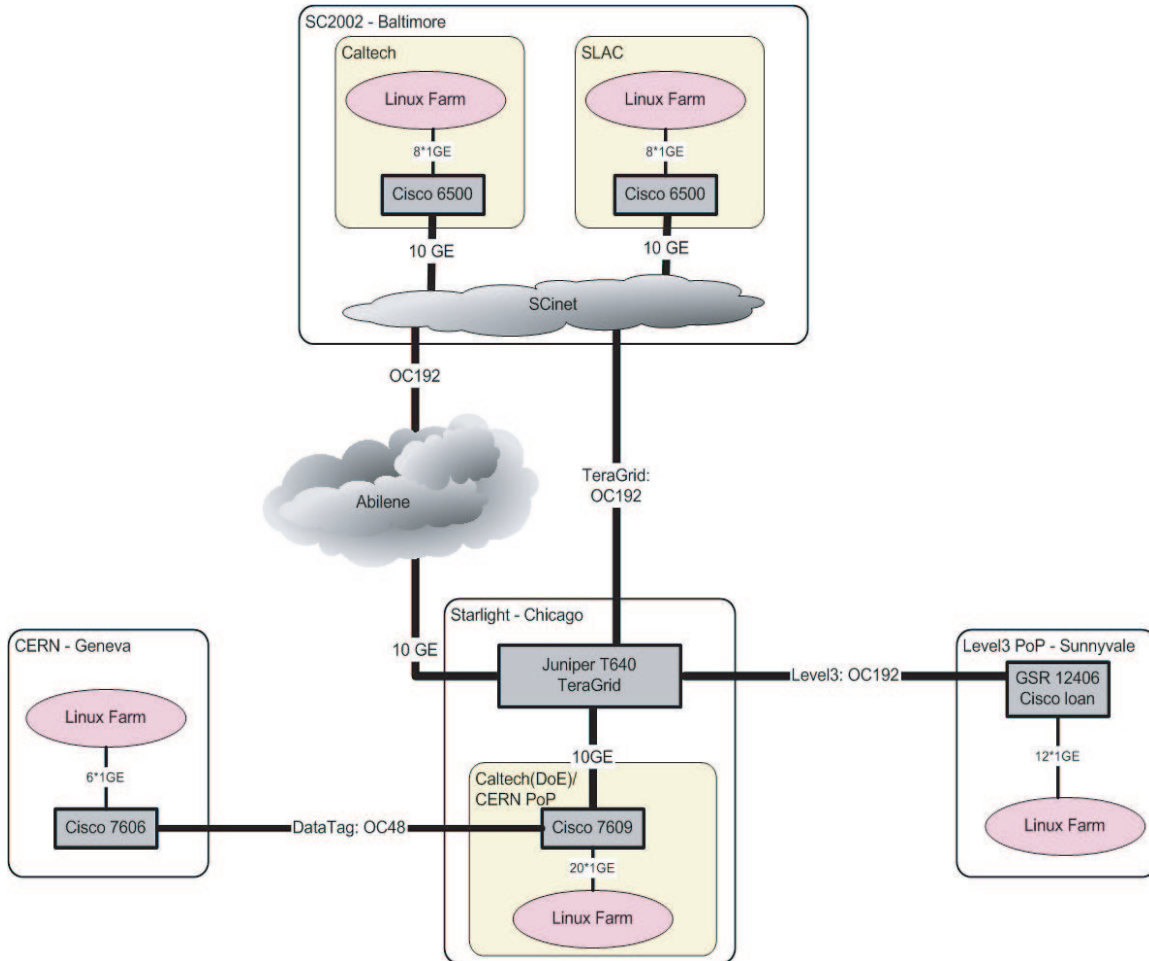 SC2002 - Baltimore
Caltech
SLAC
Linux Farm
Linux Farm
8*1GE
8*1GE
Cisco 6500
Cisco 6500
10 GE
10 GE
SCinet
OC192
TeraGrid:
OC192
Abilene
Starlight - Chicago
CERN - Geneva
10 GE
Level3 PoP - Sunnyvale
Juniper T640
TeraGrid
Level3: OC192
GSR 12406
Cisco loan
Linux Farm
10GE
12*1GE
6*1GE
Caltech(DoE)/
CERN PoP
Cisco 7606
DataTag: OC48
Cisco 7609
Linux Farm
20*1GE
Linux Farm